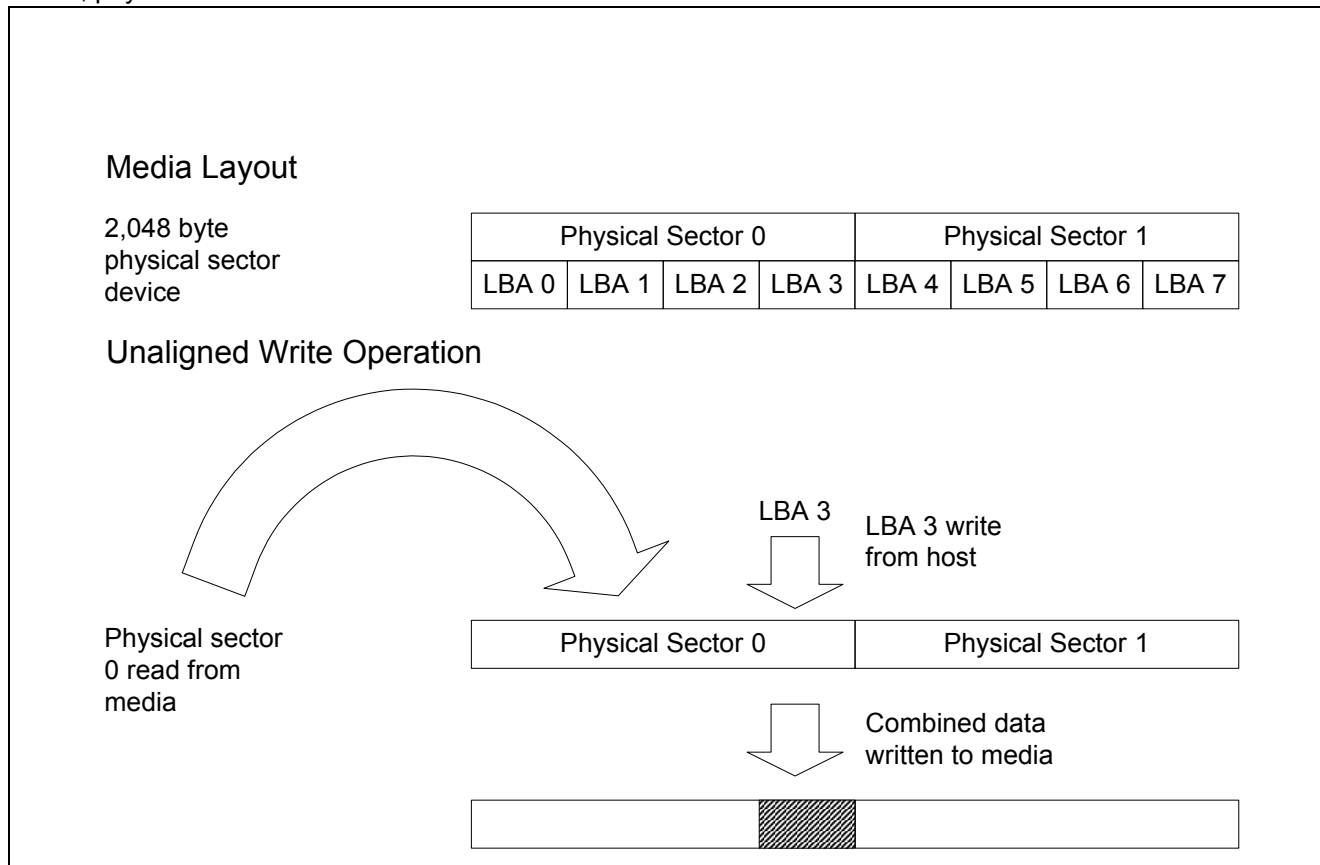 Media Layout
2,048 byte
physical sector
device
Physical Sector 0
Physical Sector 1
LBA 0 LBA 1 LBA 2 LBA 3 LBA 4 LBA 5 LBA 6 LBA 7
Unaligned Write Operation
LBA 3
LBA 3 write
from host
Physical sector
0 read from
media
Physical Sector 0
Physical Sector 1
Combined data
written to media